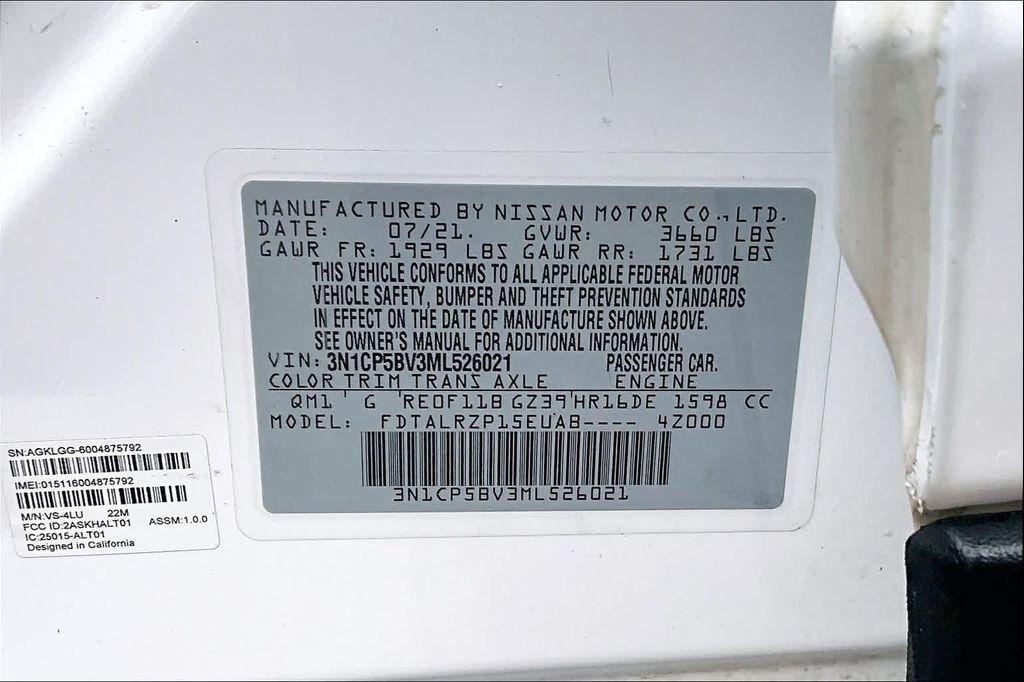 MANUFACTURED BY NISSAN MOTOR CO., LTD.
DATE: 07/21. GVWR: 3660 LBS
GAWR FR: 1929 LBS GAWR RR: 1731 LBS
THIS VEHICLE CONFORMS TO ALL APPLICABLE FEDERAL MOTOR
VEHICLE SAFETY, BUMPER AND THEFT PREVENTION STANDARDS
IN EFFECT ON THE DATE OF MANUFACTURE SHOWN ABOVE.
SEE OWNER'S MANUAL FOR ADDITIONAL INFORMATION.
VIN: 3N1CP5BV3ML526021 PASSENGER CAR.
COLOR TRIM TRANS AXLE ENGINE
QM1 G RE0F11B GZ39 HR16DE 1598 CC
MODEL: FDTALRZP15EUAB---- 4Z000
3N1CP5BV3ML526021
SN:AGKLGG-6004875792
IMEI:015116004875792
M/N:VS-4LU 22M
FCC ID:2ASKHALT01 ASSM:1.0.0
IC:25015-ALT01
Designed in California